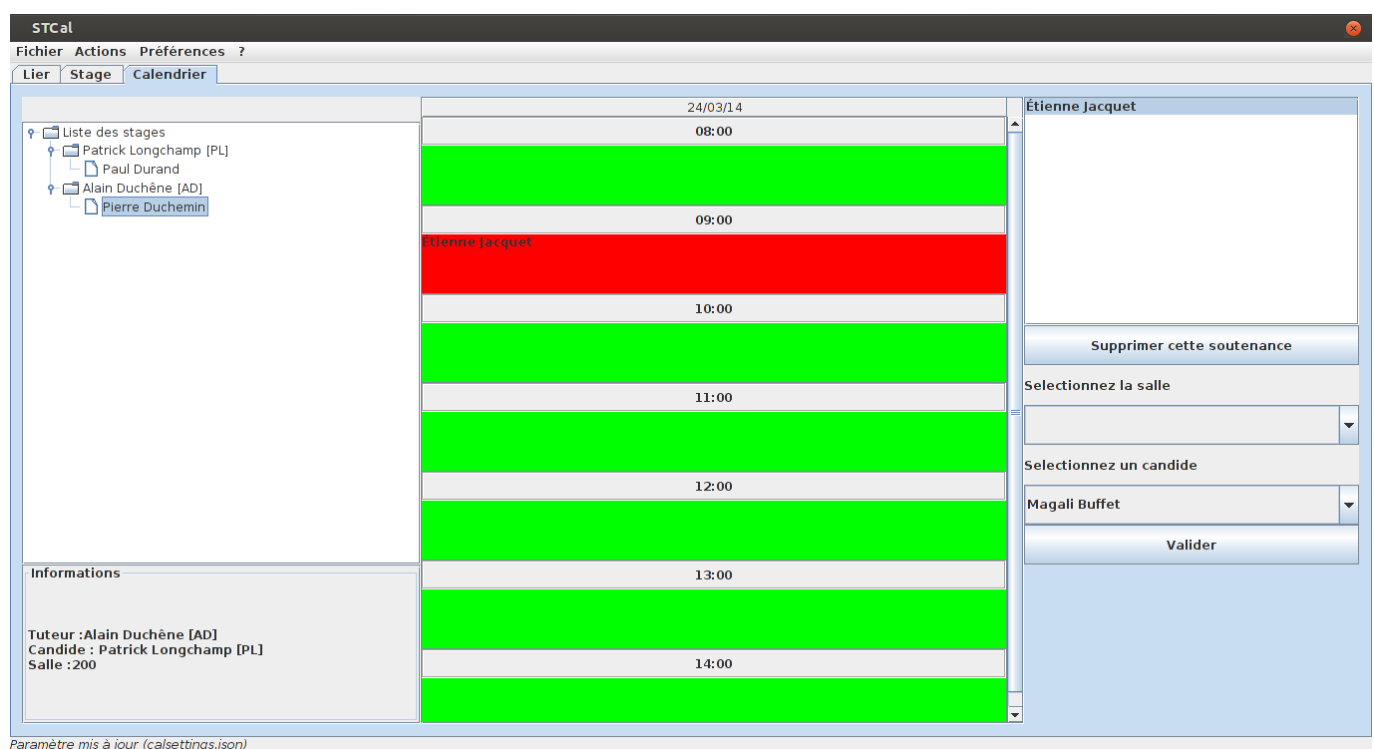 STCal
Fichier Actions Préférences ?
Lier Stage Calendrier
Liste des stages
Patrick Longchamp [PL]
Paul Durand
Alain Duchêne [AD]
Pierre Duchemin
Informations
Tuteur :Alain Duchêne [AD]
Candide : Patrick Longchamp [PL]
Salle :200
24/03/14
08:00
09:00
Étienne Jacquet
10:00
11:00
12:00
13:00
14:00
Étienne Jacquet
Supprimer cette soutenance
Selectionnez la salle
Selectionnez un candide
Magali Buffet
Valider
Paramètre mis à jour (calsettings.json)